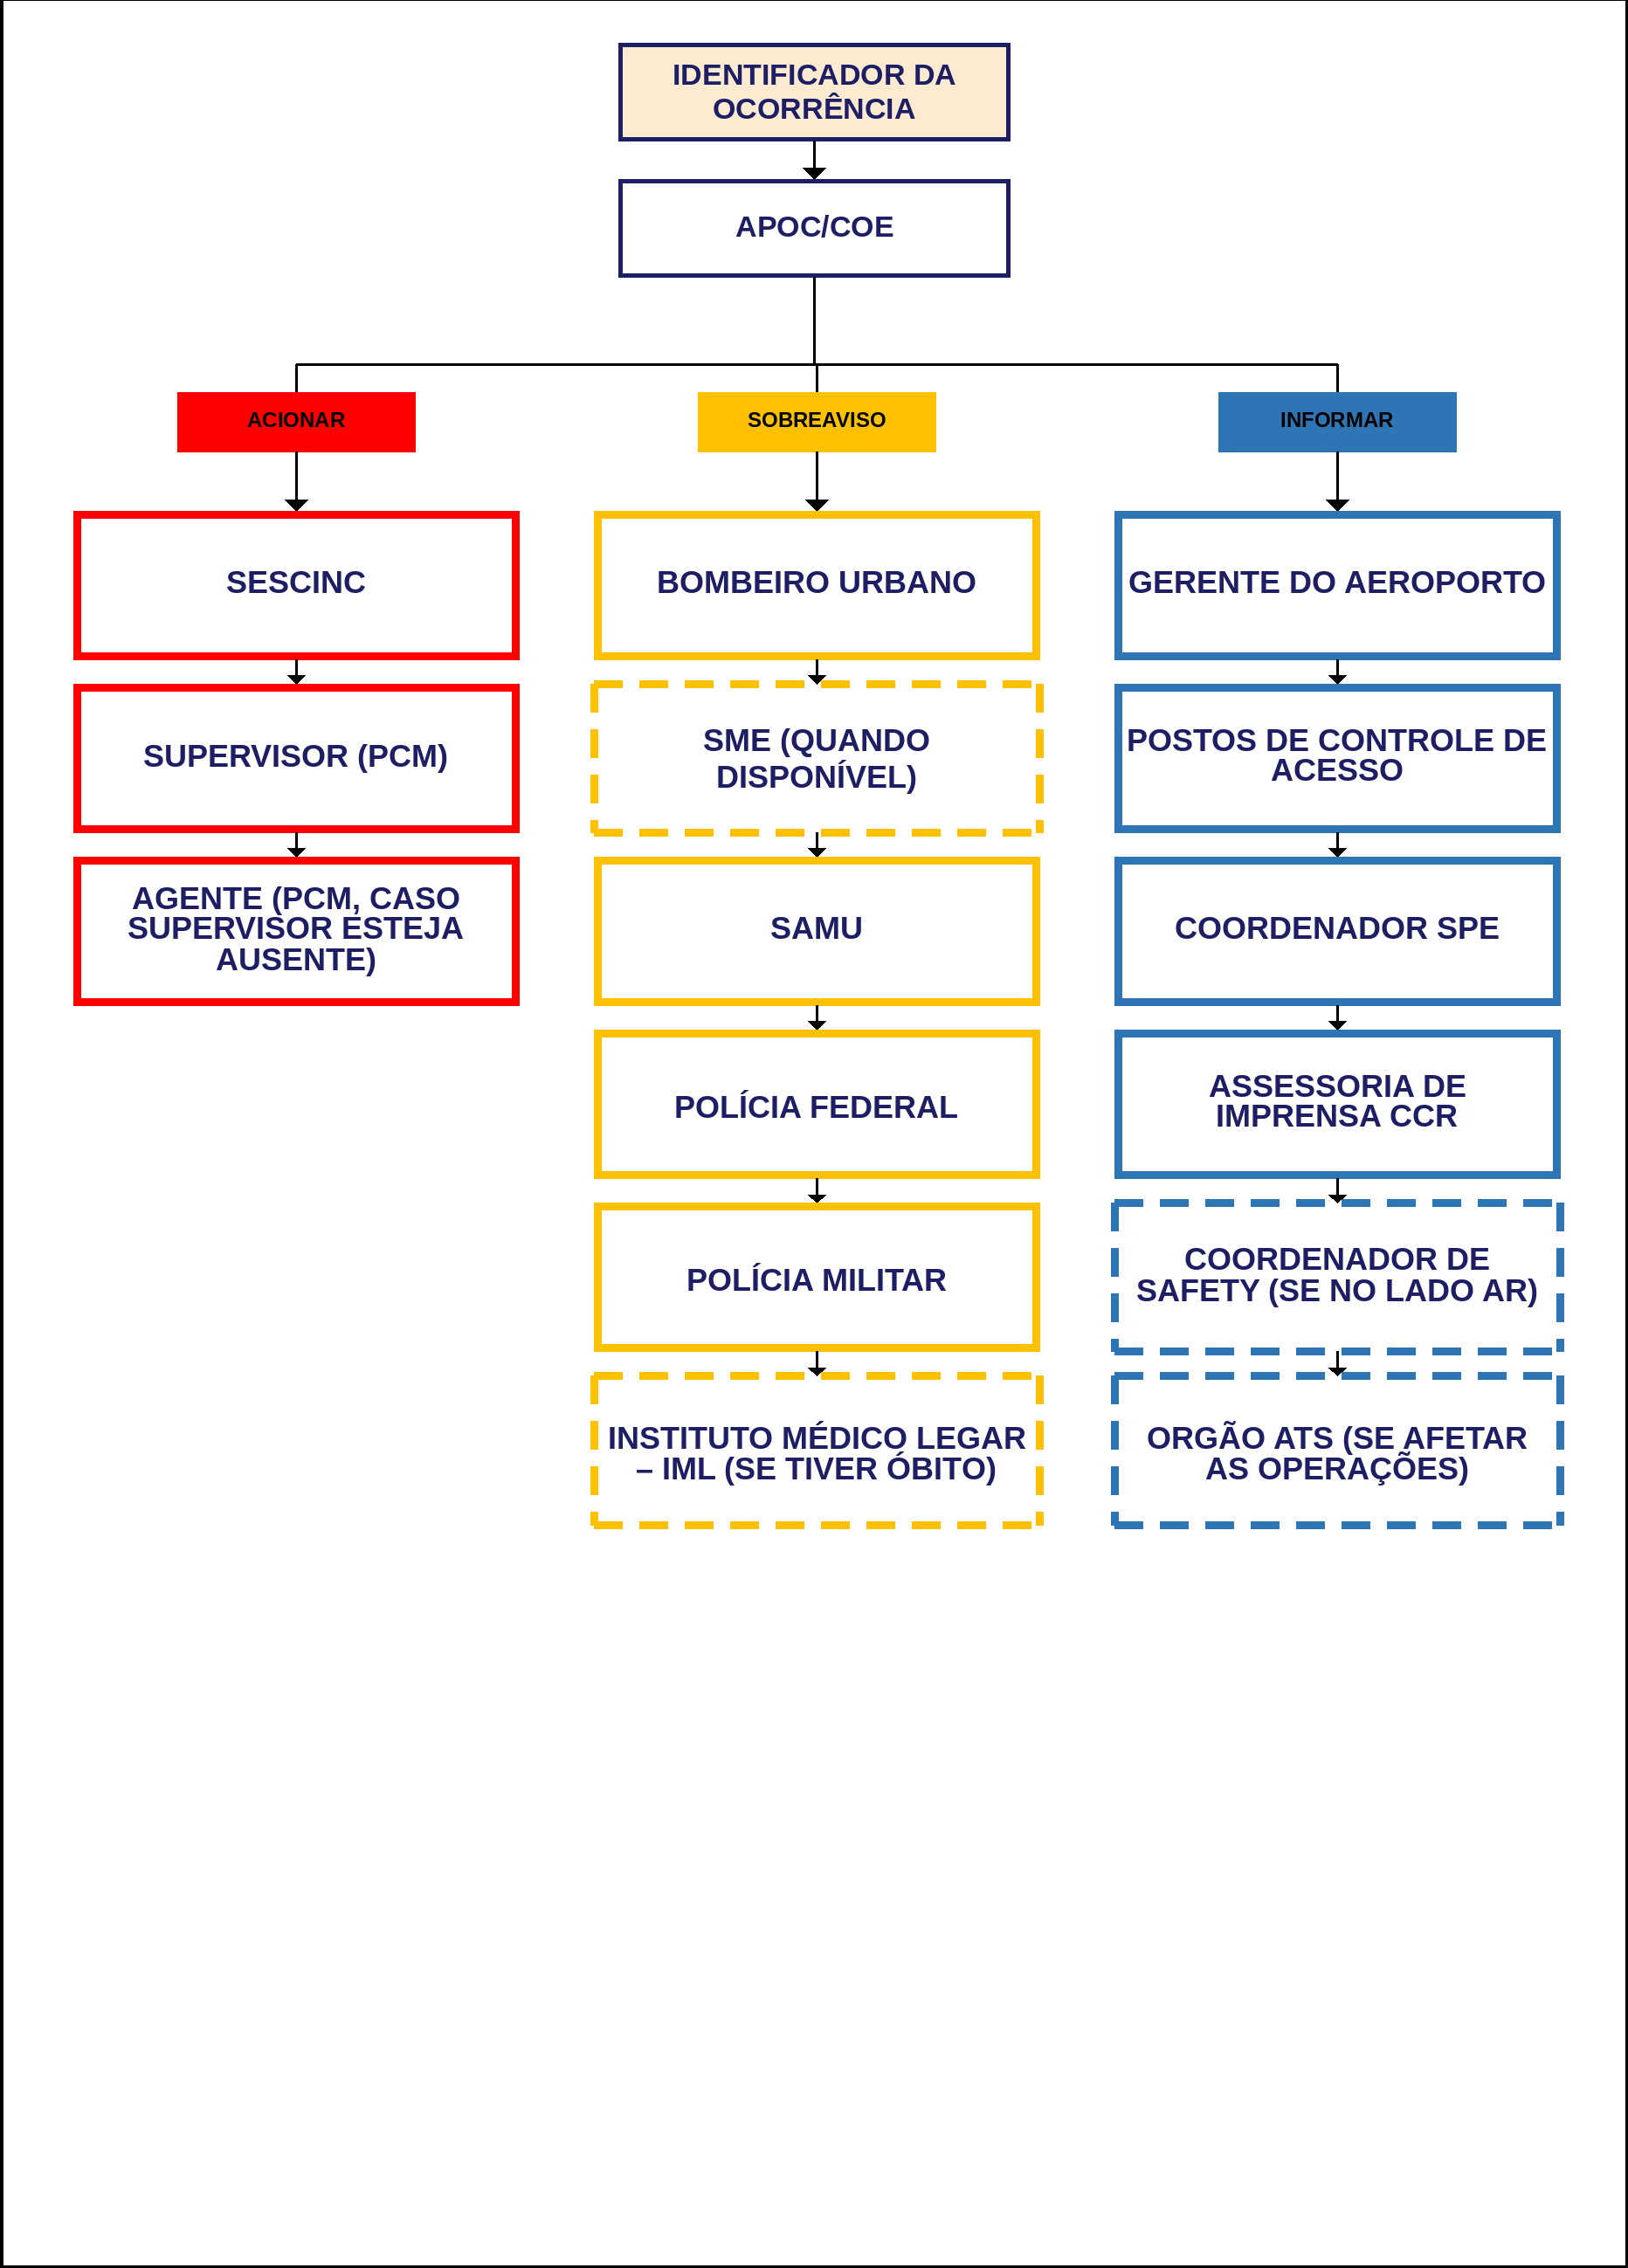 IDENTIFICADOR DA
OCORRÊNCIA
APOC/COE
ACIONAR
SOBREAVISO
INFORMAR
SESCINC
SUPERVISOR (PCM)
AGENTE (PCM, CASO
SUPERVISOR ESTEJA
AUSENTE)
BOMBEIRO URBANO
SME (QUANDO
DISPONÍVEL)
SAMU
POLÍCIA FEDERAL
POLÍCIA MILITAR
INSTITUTO MÉDICO LEGAR
– IML (SE TIVER ÓBITO)
GERENTE DO AEROPORTO
POSTOS DE CONTROLE DE
ACESSO
COORDENADOR SPE
ASSESSORIA DE
IMPRENSA CCR
COORDENADOR DE
SAFETY (SE NO LADO AR)
ORGÃO ATS (SE AFETAR
AS OPERAÇÕES)